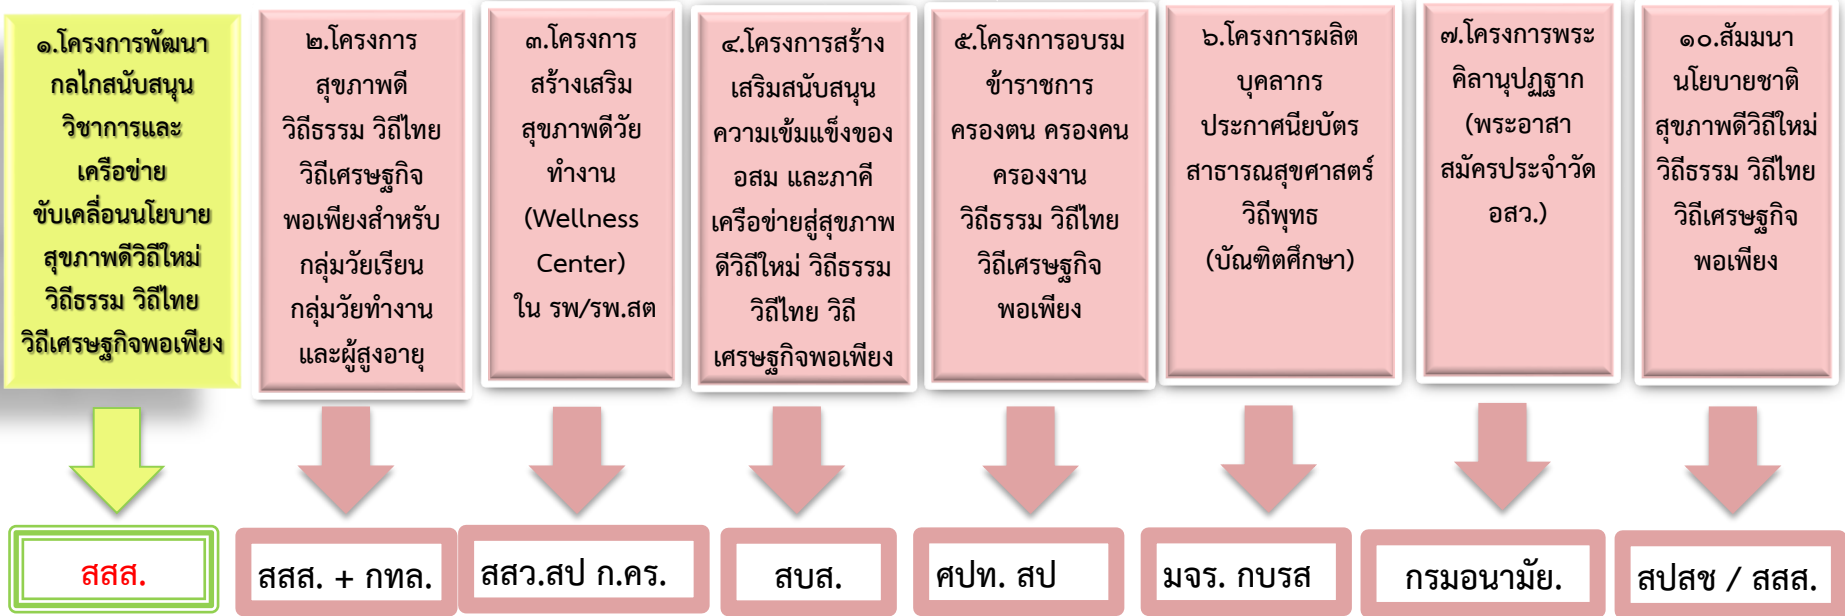 ๑.โครงการพัฒนา
กลไกสนับสนุน
วิชาการและ
เครือข่าย
ขับเคลื่อนนโยบาย
สุขภาพดีวิถีใหม่
วิถีธรรม วิถีไทย
วิถีเศรษฐกิจพอเพียง
๒.โครงการ
สุขภาพดี
วิถีธรรม วิถีไทย
วิถีเศรษฐกิจ
พอเพียงสำหรับ
กลุ่มวัยเรียน
กลุ่มวัยทำงาน
และผู้สูงอายุ
๓.โครงการ
สร้างเสริม
สุขภาพดีวัย
ทำงาน
(Wellness
Center)
ใน รพ/รพ.สต
๔.โครงการสร้าง
เสริมสนับสนุน
ความเข้มแข็งของ
อสม และภาคี
เครือข่ายสู่สุขภาพ
ดีวิถีใหม่ วิถีธรรม
วิถีไทย วิถี
เศรษฐกิจพอเพียง
๕.โครงการอบรม
ข้าราชการ
ครองตน ครองคน
ครองงาน
วิถีธรรม วิถีไทย
วิถีเศรษฐกิจ
พอเพียง
๖.โครงการผลิต
บุคลากร
ประกาศนียบัตร
สาธารณสุขศาสตร์
วิถีพุทธ
(บัณฑิตศึกษา)
๗.โครงการพระ
คิลานุปฏฐาก
(พระอาสา
สมัครประจำวัด
อสว.)
๑๐.สัมมนา
นโยบายชาติ
สุขภาพดีวิถีใหม่
วิถีธรรม วิถีไทย
วิถีเศรษฐกิจ
พอเพียง
สสส.
สสส. + กทล.
สสว.สป ก.คร.
สบส.
ศปท. สป
มจร. กบรส
กรมอนามัย.
สปสช / สสส.